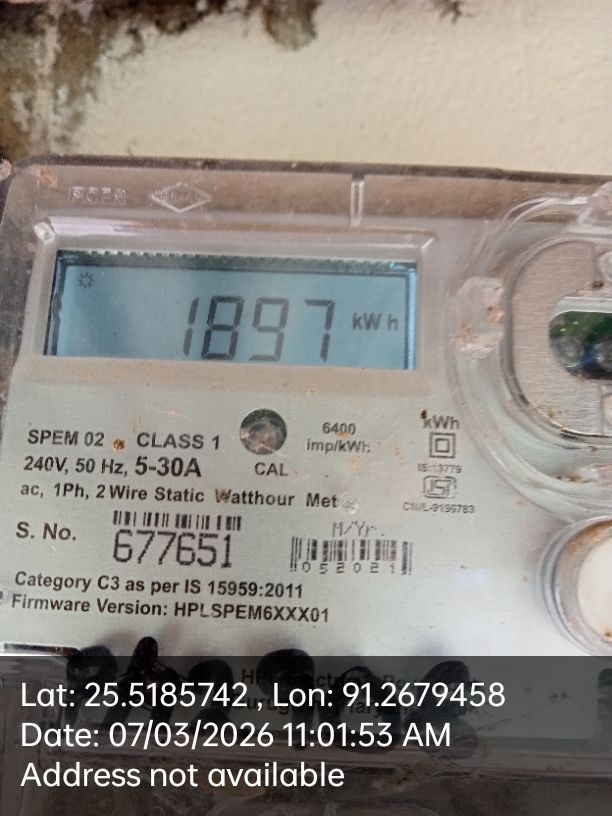 1897 kWh
kWh
SPEM 02 CLASS 1
6400
imp/kWh
240V, 50 Hz, 5-30A
CAL
IS:13779
ac, 1Ph, 2 Wire Static Watthour Met
ISI
CM/L-9196783
M/Yr.
S. No.
677651
052021
Category C3 as per IS 15959:2011
Firmware Version: HPLSPEM6XXX01
Lat: 25.5185742 , Lon: 91.2679458
Date: 07/03/2026 11:01:53 AM
Address not available